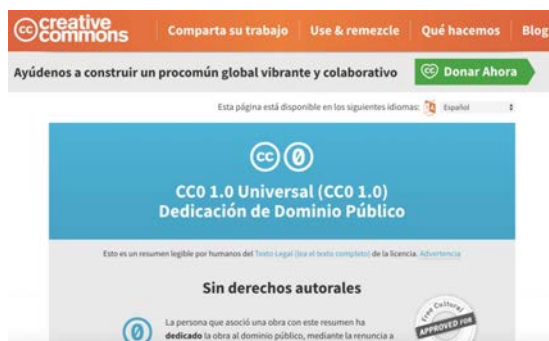 creative commons
Comparta su trabajo Use & remezcle Qué hacemos Blog
Ayúdenos a construir un procomún global vibrante y colaborativo Donar Ahora
Esta página está disponible en los siguientes idiomas: Español
CC0 1.0 Universal (CC0 1.0)
Dedicación de Dominio Público
Esto es un resumen legible por humanos del Texto Legal (lea el texto completo) de la licencia. Advertencia
Sin derechos autorales
Free Cultural
APPROVED FOR
La persona que asoció una obra con este resumen ha
dedicado la obra al dominio público, mediante la renuncia a